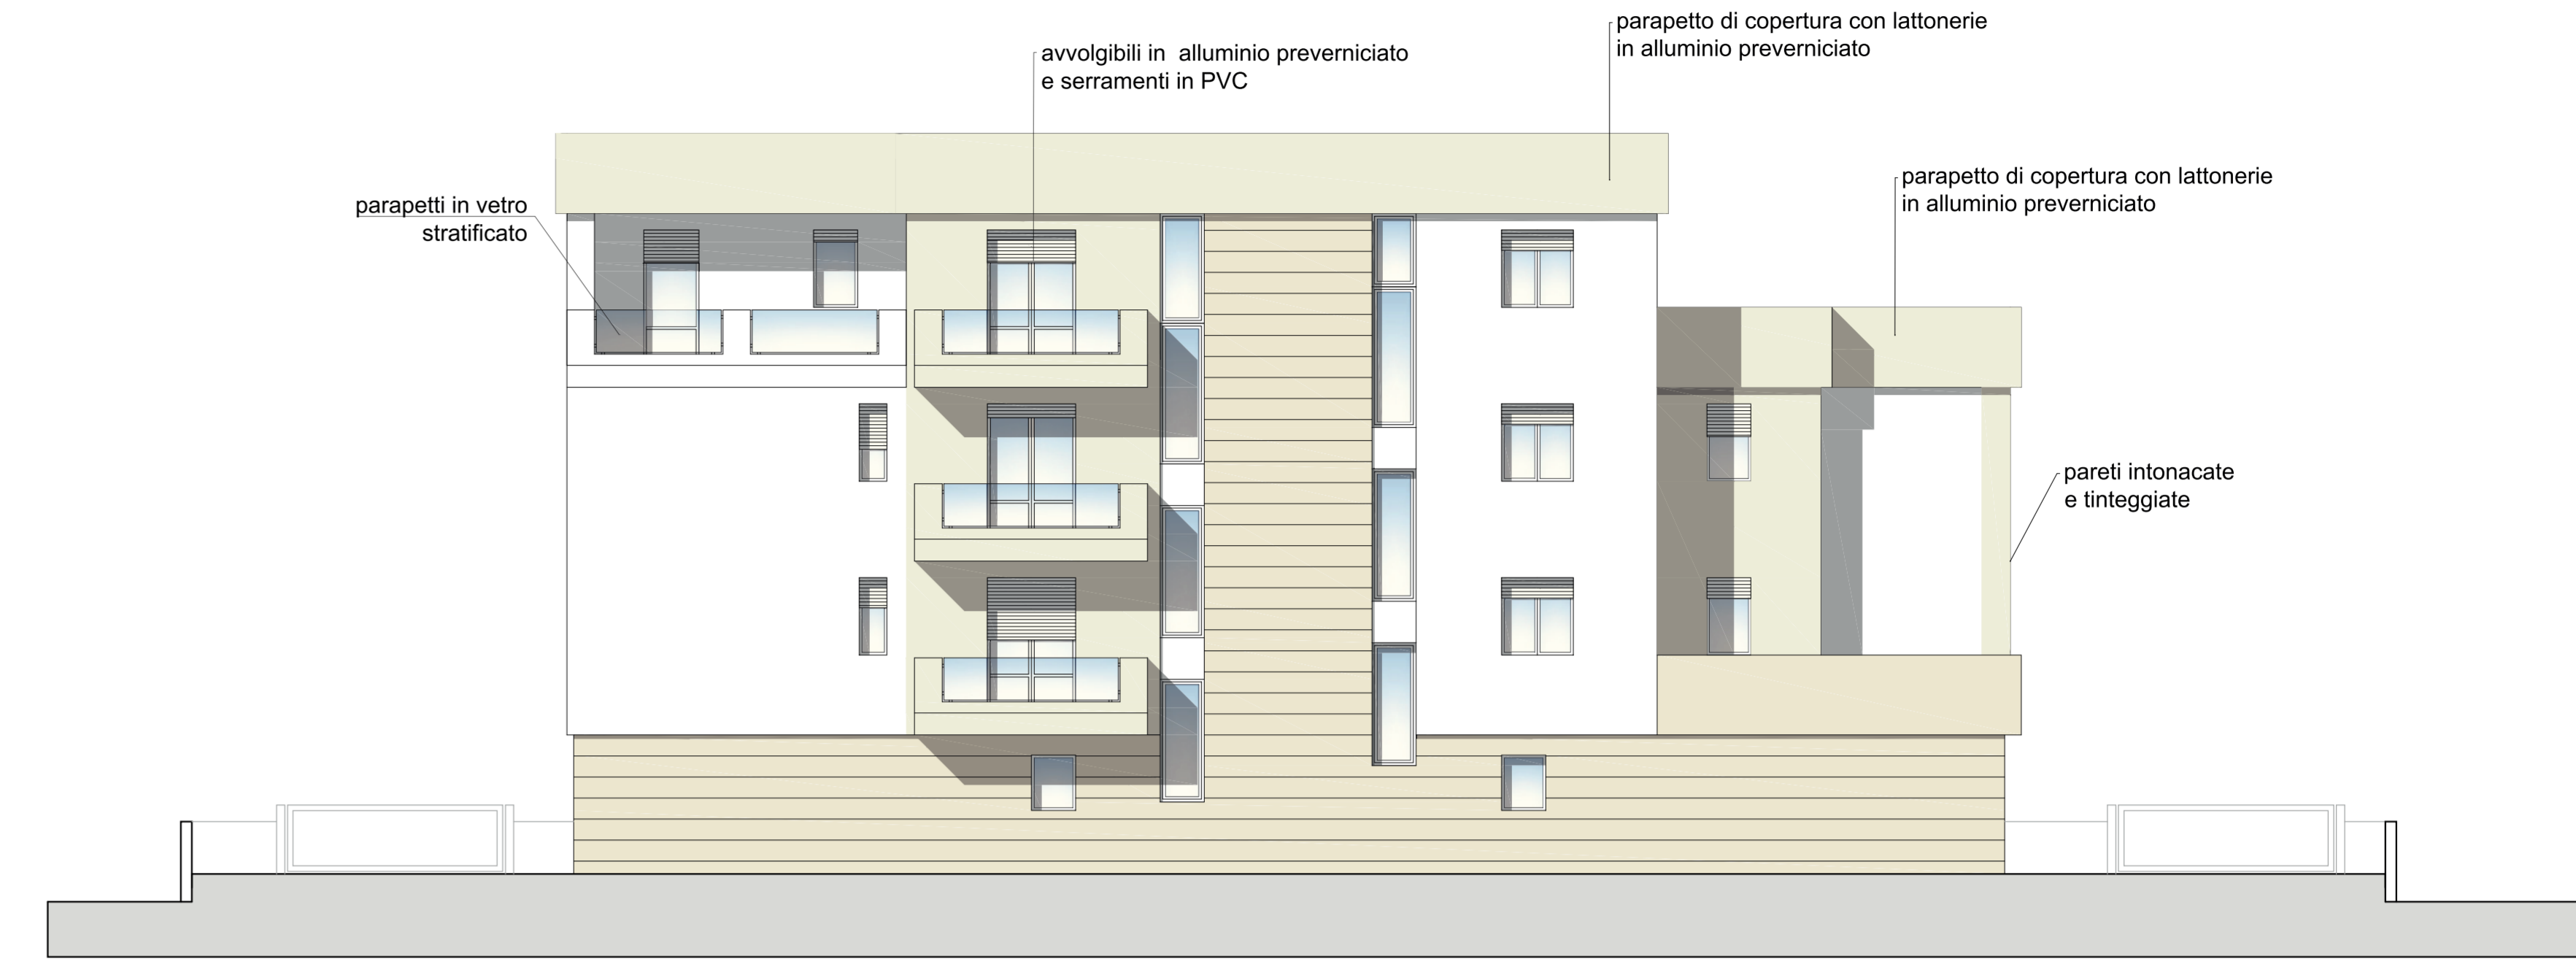 parapetto di copertura con lattonerie
in alluminio preverniciato
avvolgibili in  alluminio preverniciato
e serramenti in PVC
parapetto di copertura con lattonerie
in alluminio preverniciato
parapetti in vetro
stratificato
pareti intonacate
e tinteggiate